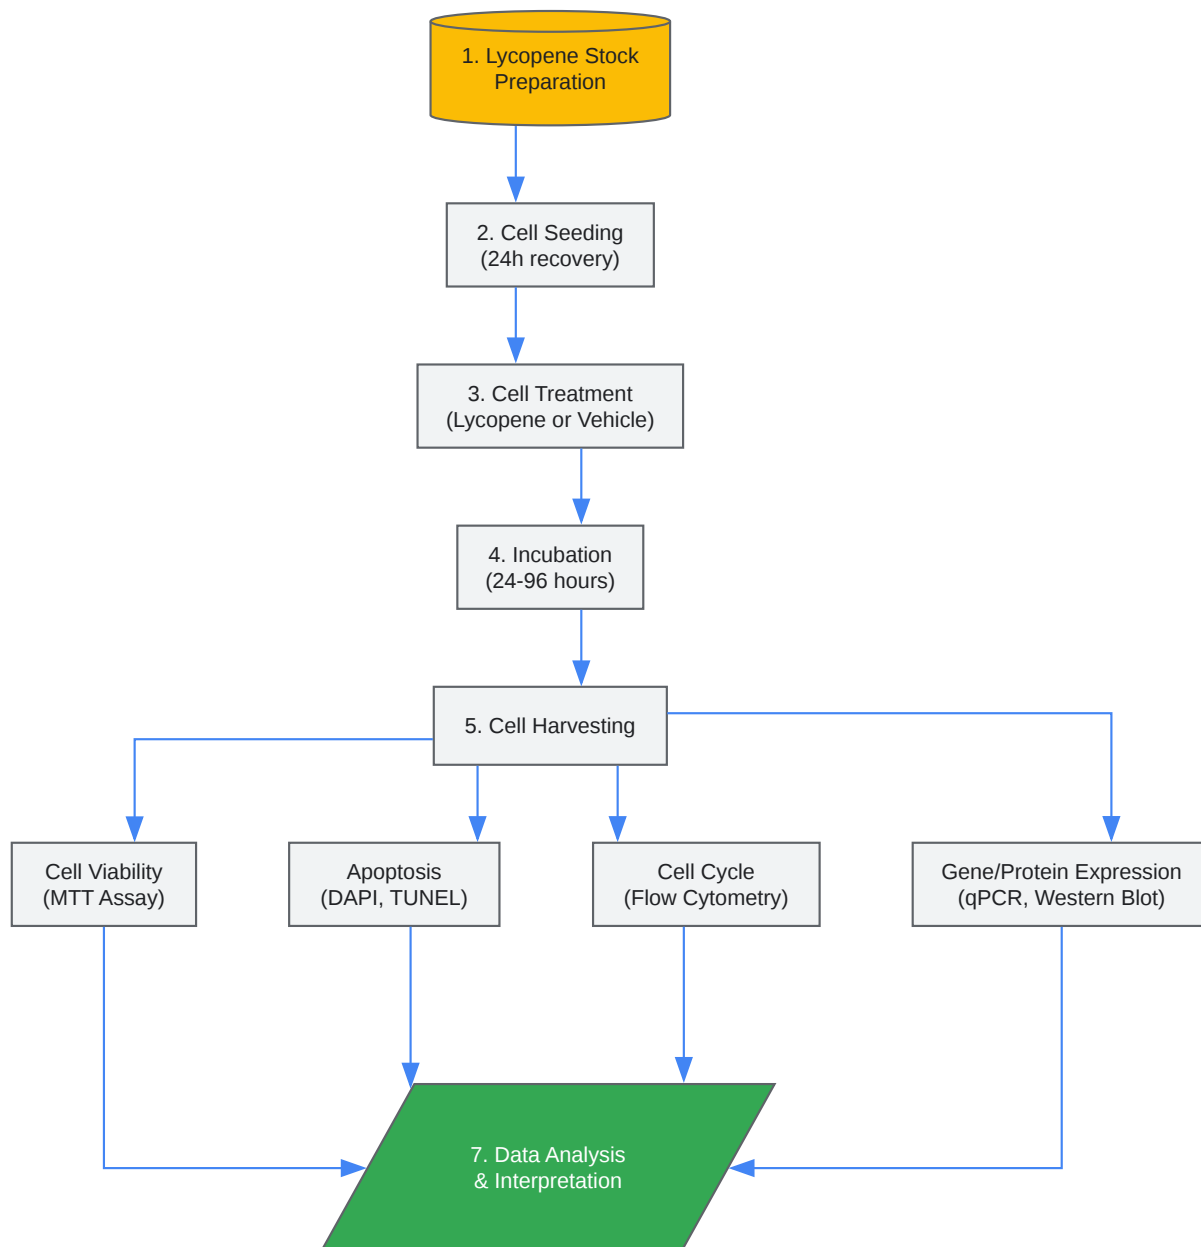 1. Lycopene Stock
Preparation
2. Cell Seeding
(24h recovery)
3. Cell Treatment
(Lycopene or Vehicle)
4. Incubation
(24-96 hours)
5. Cell Harvesting
Cell Viability
(MTT Assay)
Apoptosis
(DAPI, TUNEL)
Cell Cycle
(Flow Cytometry)
Gene/Protein Expression
(qPCR, Western Blot)
7. Data Analysis
& Interpretation